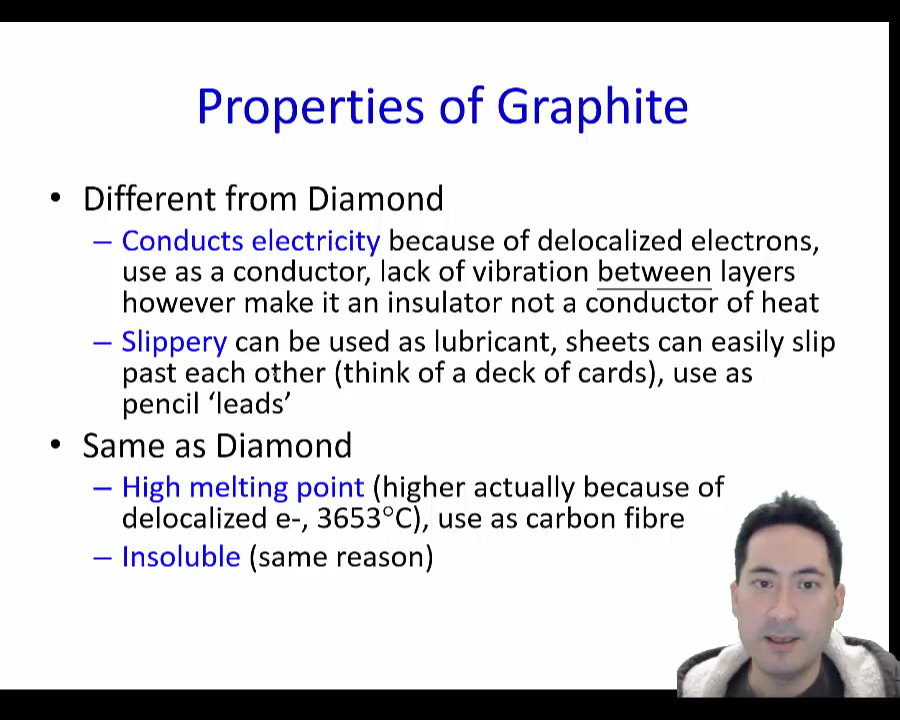 Properties of Graphite
• Different from Diamond
– Conducts electricity because of delocalized electrons,
use as a conductor, lack of vibration between layers
however make it an insulator not a conductor of heat
– Slippery can be used as lubricant, sheets can easily slip
past each other (think of a deck of cards), use as
pencil ‘leads’
• Same as Diamond
– High melting point (higher actually because of
delocalized e-, 3653°C), use as carbon fibre
– Insoluble (same reason)